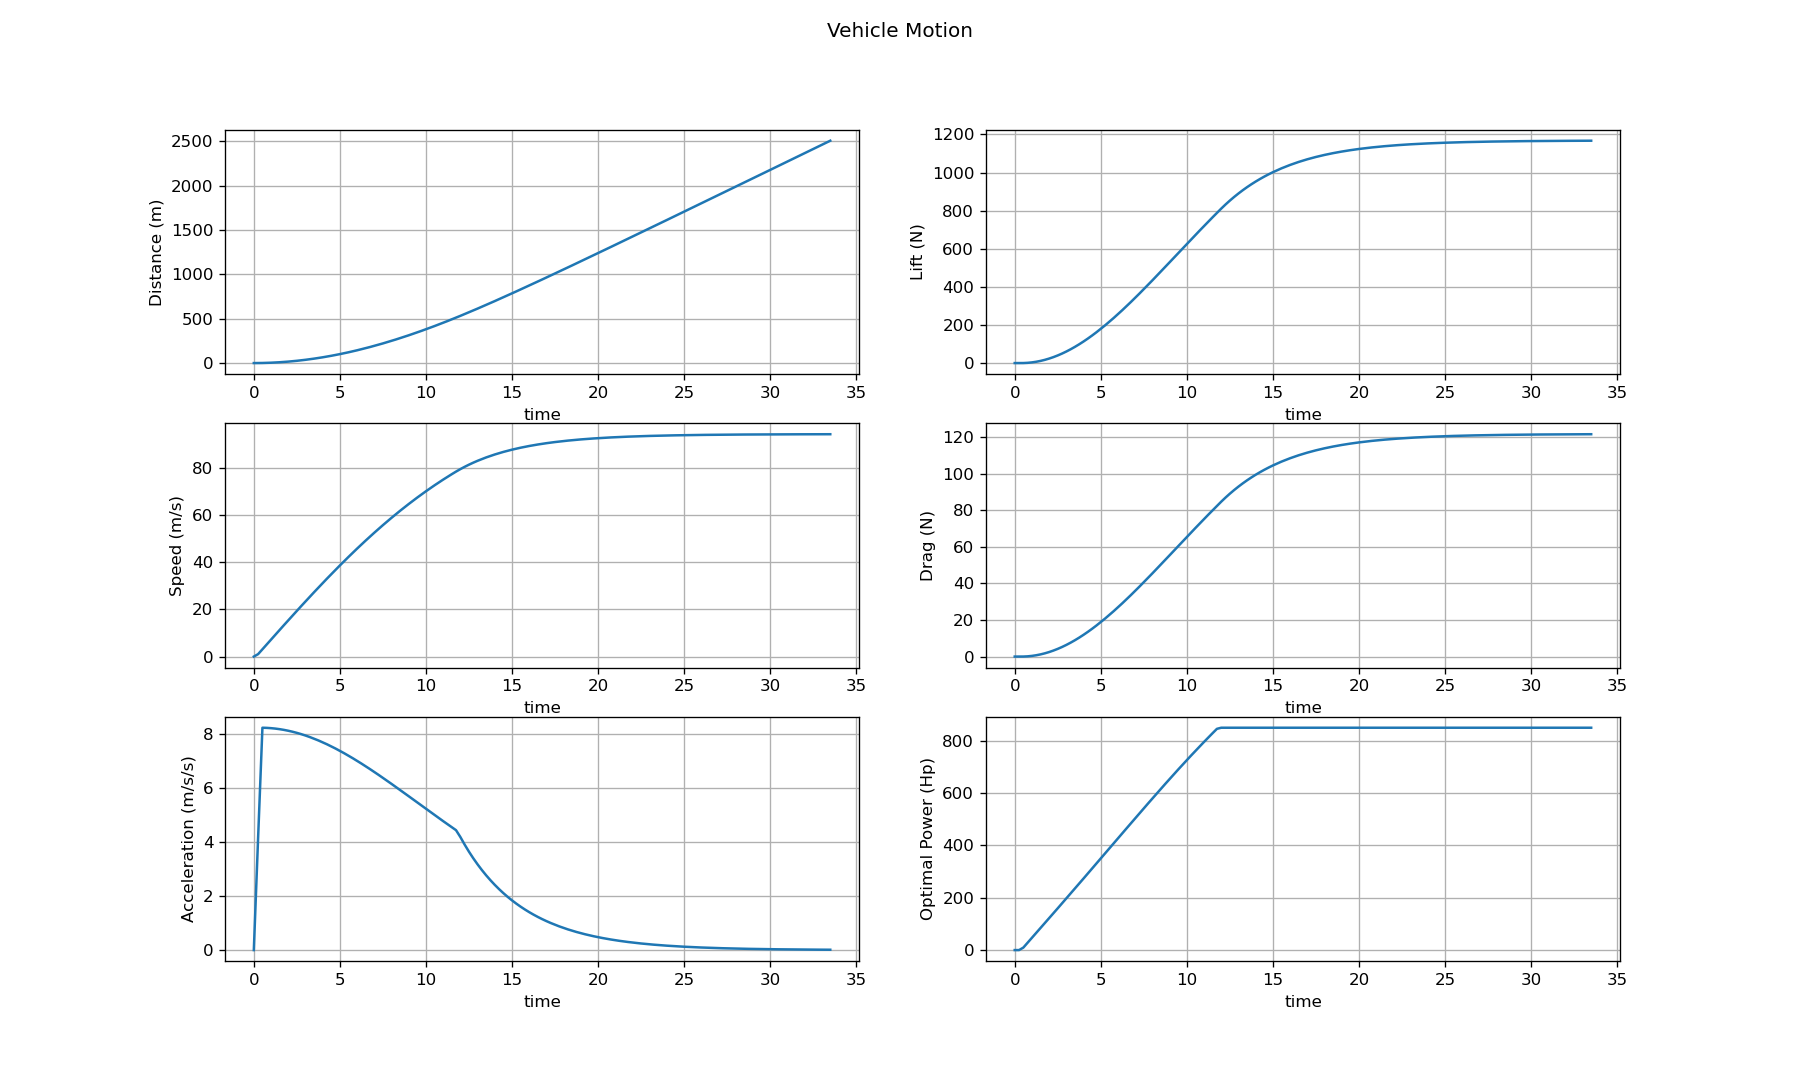 Vehicle Motion
Distance (m)
2500
2000
1500
1000
500
0
0 5 10 15 20 25 30 35
time
Lift (N)
1200
1000
800
600
400
200
0
0 5 10 15 20 25 30 35
time
Speed (m/s)
80
60
40
20
0
0 5 10 15 20 25 30 35
time
Drag (N)
120
100
80
60
40
20
0
0 5 10 15 20 25 30 35
time
Acceleration (m/s/s)
8
6
4
2
0
0 5 10 15 20 25 30 35
time
Optimal Power (Hp)
800
600
400
200
0
0 5 10 15 20 25 30 35
time